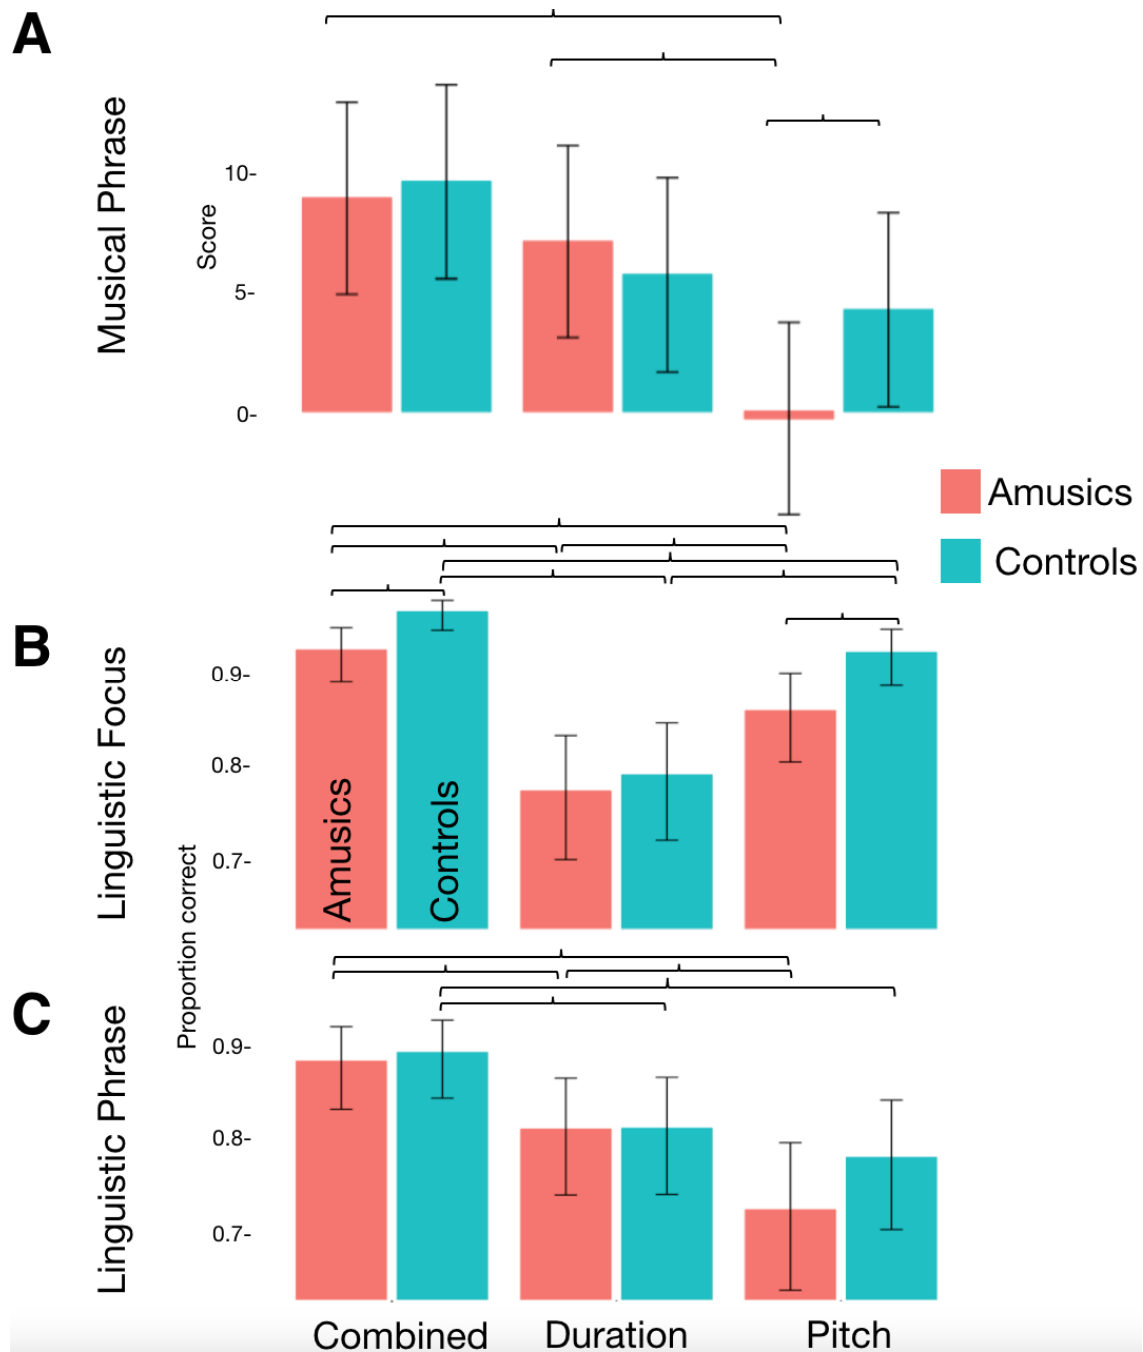 A
Musical Phrase
Score
10-
5-
0-
Amusics
Controls
B
Linguistic Focus
Proportion correct
0.9-
0.8-
0.7-
Amusics
Controls
C
Linguistic Phrase
0.9-
0.8-
0.7-
Combined Duration Pitch